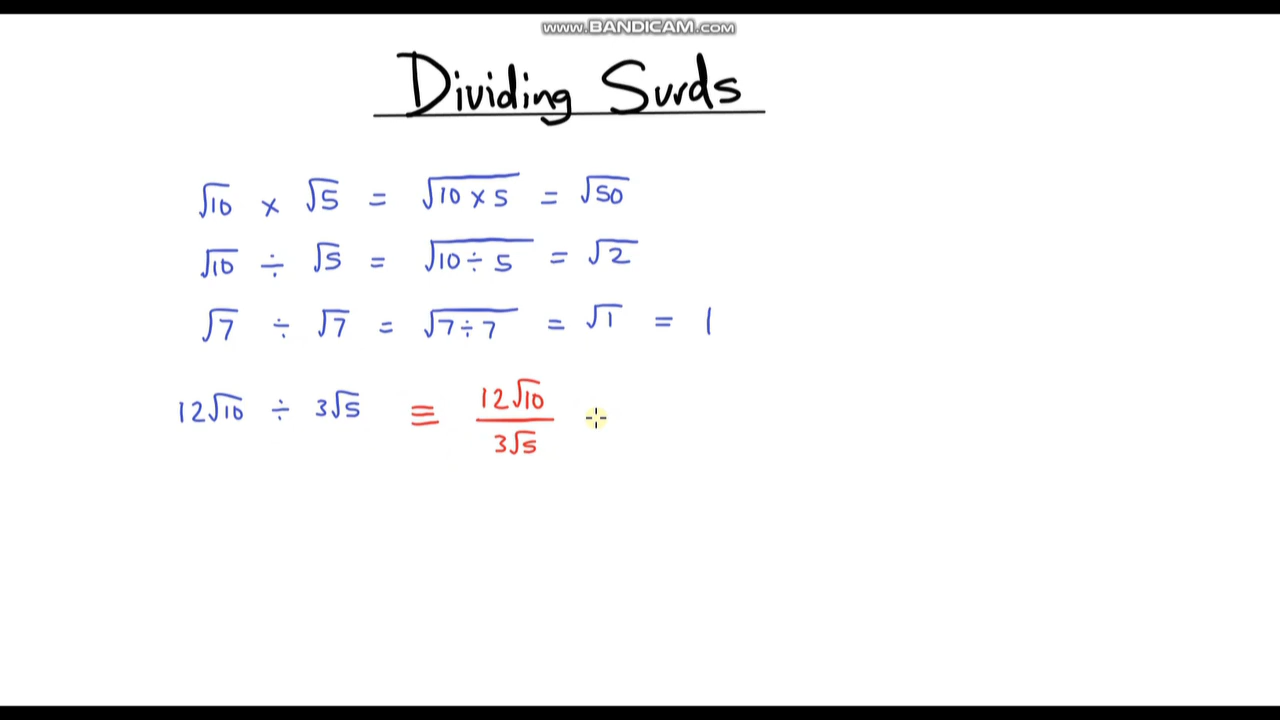 www.BANDICAM.com
Dividing Surds
√10 × √5 = √10 × 5 = √50
√10 ÷ √5 = √10 ÷ 5 = √2
√7 ÷ √7 = √7 ÷ 7 = √1 = 1
12√10 ÷ 3√5 ≡ 12√10 / 3√5